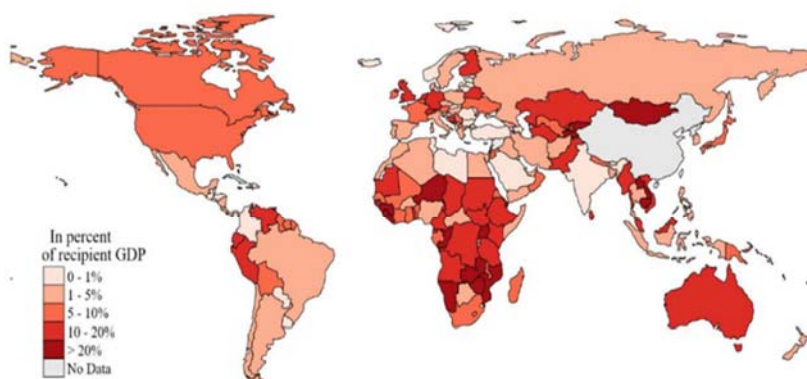 In percent
of recipient GDP
0 - 1%
1 - 5%
5 - 10%
10 - 20%
> 20%
No Data